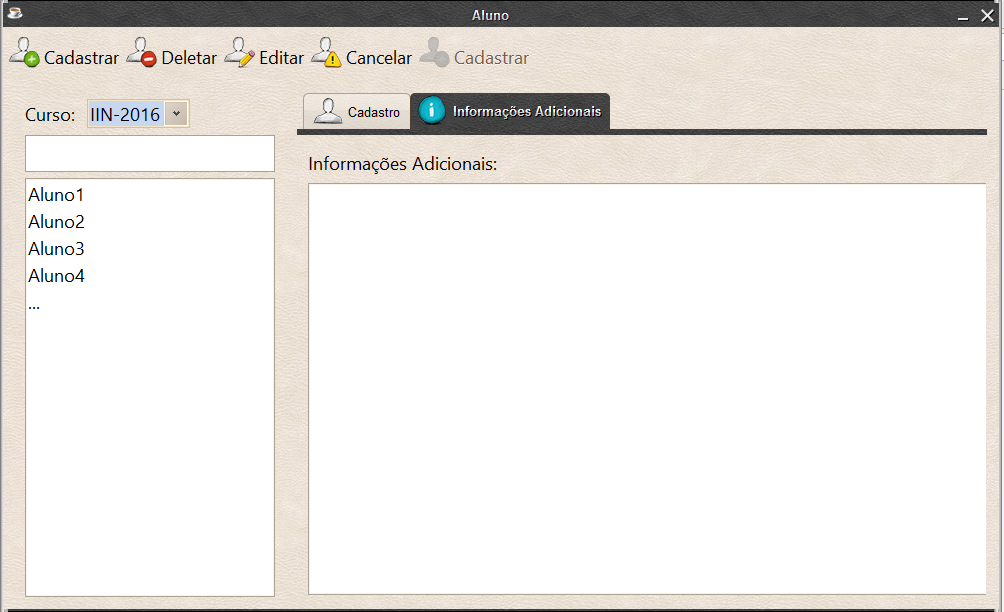 Aluno
Cadastrar Deletar Editar Cancelar Cadastrar
Curso: IIN-2016
Cadastro Informações Adicionais
Informações Adicionais:
Aluno1
Aluno2
Aluno3
Aluno4
...